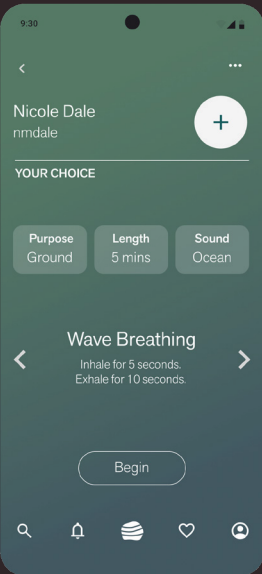 9:30
Nicole Dale
nmdale
YOUR CHOICE
Purpose
Ground
Length
5 mins
Sound
Ocean
Wave Breathing
Inhale for 5 seconds.
Exhale for 10 seconds.
Begin